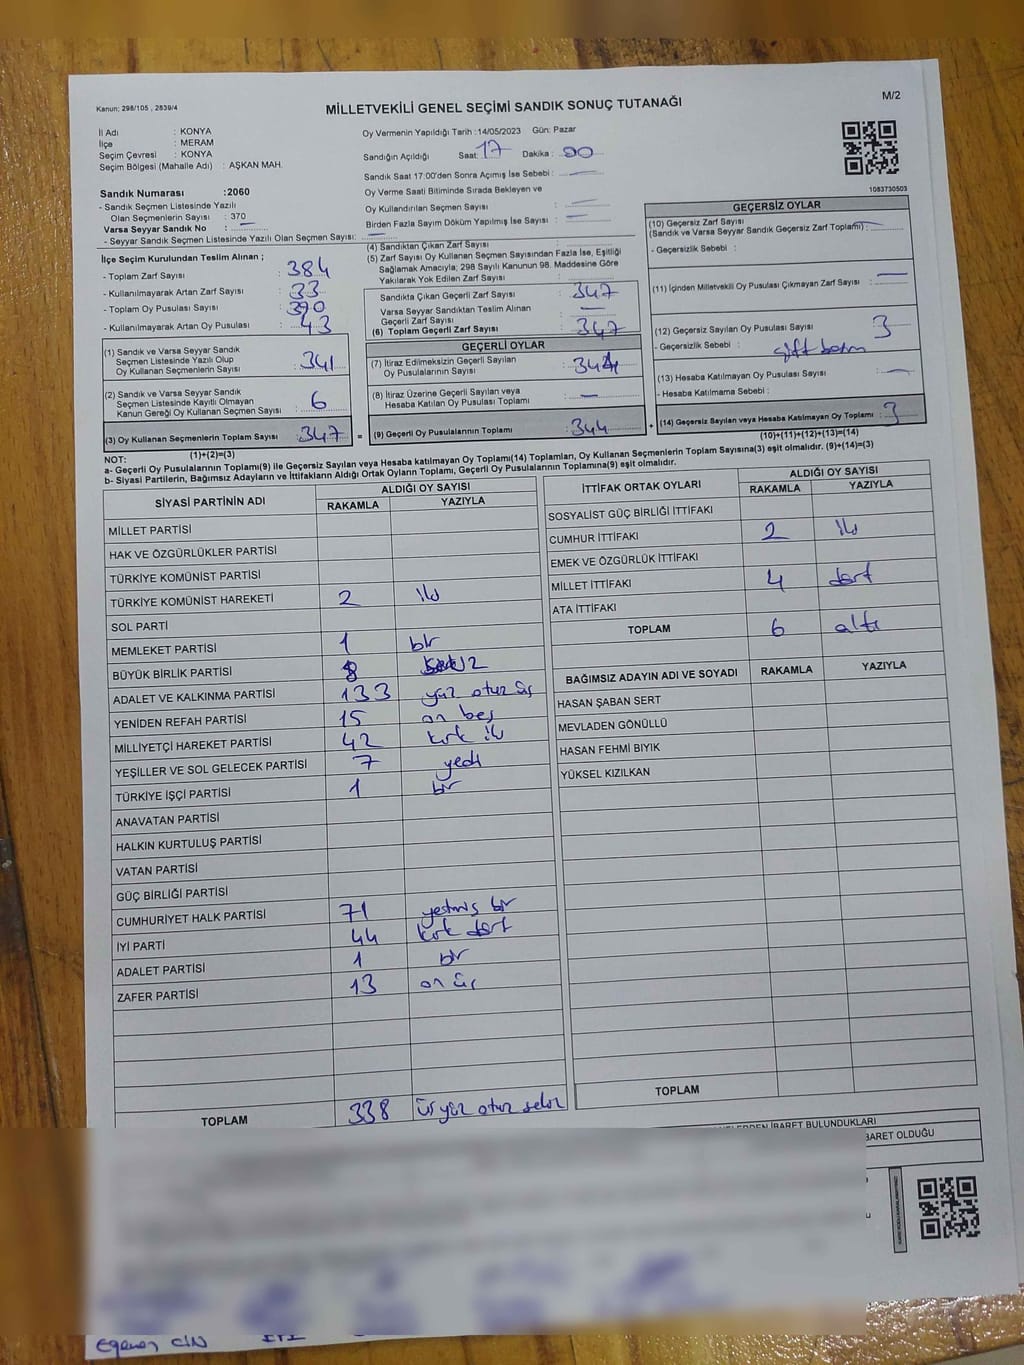 Kanun: 298/105 , 2839/4
MİLLETVEKİLİ GENEL SEÇİMİ SANDIK SONUÇ TUTANAĞI
M/2
İl Adı : KONYA
İlçe : MERAM
Seçim Çevresi : KONYA
Seçim Bölgesi (Mahalle Adı) : AŞKAN MAH.
Oy Vermenin Yapıldığı Tarih :14/05/2023 Gün: Pazar
Sandığın Açıldığı Saat: 17 Dakika : 00
Sandık Saat 17:00'den Sonra Açımış İse Sebebi :
Oy Verme Saati Bitiminde Sırada Bekleyen ve
Oy Kullandırılan Seçmen Sayısı :
Birden Fazla Sayım Döküm Yapılmış İse Sayısı :
1083730503
Sandık Numarası :2060
- Sandık Seçmen Listesinde Yazılı
Olan Seçmenlerin Sayısı : 370
Varsa Seyyar Sandık No :
- Seyyar Sandık Seçmen Listesinde Yazılı Olan Seçmen Sayısı:
İlçe Seçim Kurulundan Teslim Alınan ;
- Toplam Zarf Sayısı : 384
- Kullanılmayarak Artan Zarf Sayısı : 33
- Toplam Oy Pusulası Sayısı : 390
- Kullanılmayarak Artan Oy Pusulası : 43
(1) Sandık ve Varsa Seyyar Sandık
Seçmen Listesinde Yazılı Olup
Oy Kullanan Seçmenlerin Sayısı : 341
(2) Sandık ve Varsa Seyyar Sandık
Seçmen Listesinde Kayıtlı Olmayan
Kanun Gereği Oy Kullanan Seçmen Sayısı : 6
(3) Oy Kullanan Seçmenlerin Toplam Sayısı : 347 =
(1)+(2)=(3)
(4) Sandıktan Çıkan Zarf Sayısı :
(5) Zarf Sayısı Oy Kullanan Seçmen Sayısından Fazla İse, Eşitliği
Sağlamak Amacıyla; 298 Sayılı Kanunun 98. Maddesine Göre
Yakılarak Yok Edilen Zarf Sayısı :
Sandıkta Çıkan Geçerli Zarf Sayısı : 347
Varsa Seyyar Sandıktan Teslim Alınan
Geçerli Zarf Sayısı :
(6) Toplam Geçerli Zarf Sayısı : 347
GEÇERLİ OYLAR
(7) İtiraz Edilmeksizin Geçerli Sayılan
Oy Pusulalarının Sayısı : 344
(8) İtiraz Üzerine Geçerli Sayılan veya
Hesaba Katılan Oy Pusulası Toplamı :
(9) Geçerli Oy Pusulalarının Toplamı : 344 +
GEÇERSİZ OYLAR
(10) Geçersiz Zarf Sayısı
(Sandık ve Varsa Seyyar Sandık Geçersiz Zarf Toplamı) :
- Geçersizlik Sebebi :
(11) İçinden Milletvekili Oy Pusulası Çıkmayan Zarf Sayısı :
(12) Geçersiz Sayılan Oy Pusulası Sayısı : 3
- Geçersizlik Sebebi :
(13) Hesaba Katılmayan Oy Pusulası Sayısı :
- Hesaba Katılmama Sebebi :
(14) Geçersiz Sayılan veya Hesaba Katılmayan Oy Toplamı : 3
(10)+(11)+(12)+(13)=(14)
NOT:
a- Geçerli Oy Pusulasının Toplamı(9) ile Geçersiz Sayılan veya Hesaba katılmayan Oy Toplamı(14) Toplamları, Oy Kullanan Seçmenlerin Toplam Sayısına(3) eşit olmalıdır. (9)+(14)=(3)
b- Siyasi Partilerin, Bağımsız Adayların ve İttifakların Aldığı Ortak Oyların Toplamı, Geçerli Oy Pusulalarının Toplamına(9) eşit olmalıdır.
SİYASİ PARTİNİN ADI ALDIĞI OY SAYISI
RAKAMLA YAZIYLA
MİLLET PARTİSİ
HAK VE ÖZGÜRLÜKLER PARTİSİ
TÜRKİYE KOMÜNİST PARTİSİ
TÜRKİYE KOMÜNİST HAREKETİ 2 iki
SOL PARTİ
MEMLEKET PARTİSİ 1 bir
BÜYÜK BİRLİK PARTİSİ 8 sekiz
ADALET VE KALKINMA PARTİSİ 133 yüz otuz üç
YENİDEN REFAH PARTİSİ 15 on beş
MİLLİYETÇİ HAREKET PARTİSİ 42 kırk iki
YEŞİLLER VE SOL GELECEK PARTİSİ 7 yedi
TÜRKİYE İŞÇİ PARTİSİ 1 bir
ANAVATAN PARTİSİ
HALKIN KURTULUŞ PARTİSİ
VATAN PARTİSİ
GÜÇ BİRLİĞİ PARTİSİ
CUMHURİYET HALK PARTİSİ 71 yetmiş bir
İYİ PARTİ 44 kırk dört
ADALET PARTİSİ 1 bir
ZAFER PARTİSİ 13 on üç
TOPLAM 338 üçyüz otuz sekiz
İTTİFAK ORTAK OYLARI ALDIĞI OY SAYISI
RAKAMLA YAZIYLA
SOSYALİST GÜÇ BİRLİĞİ İTTİFAKI
CUMHUR İTTİFAKI 2 iki
EMEK VE ÖZGÜRLÜK İTTİFAKI
MİLLET İTTİFAKI 4 dört
ATA İTTİFAKI
TOPLAM 6 altı
BAĞIMSIZ ADAYIN ADI VE SOYADI RAKAMLA YAZIYLA
HASAN ŞABAN SERT
MEVLADEN GÖNÜLLÜ
HASAN FEHMİ BIYIK
YÜKSEL KIZILKAN
TOPLAM
İBARET BULUNDUKLARI
BARET OLDUĞU